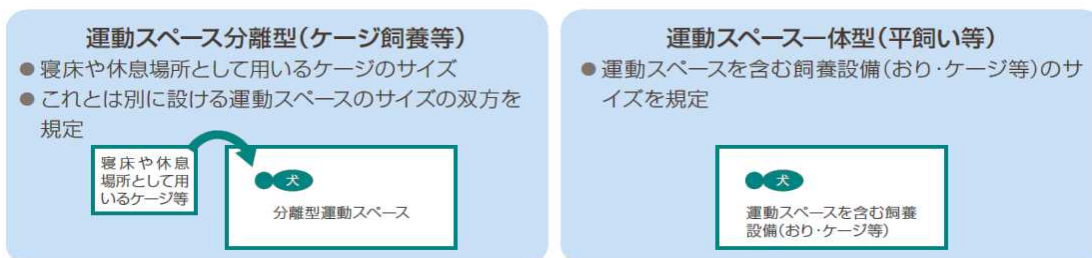 運動スペース分離型(ケージ飼養等)
● 寝床や休息場所として用いるケージのサイズ
● これとは別に設ける運動スペースのサイズの双方を
規定
寝床や休息
場所として用
いるケージ等
犬
分離型運動スペース
運動スペース一体型(平飼い等)
● 運動スペースを含む飼養設備(おり・ケージ等)のサ
イズを規定
犬
運動スペースを含む飼養
設備(おり・ケージ等)